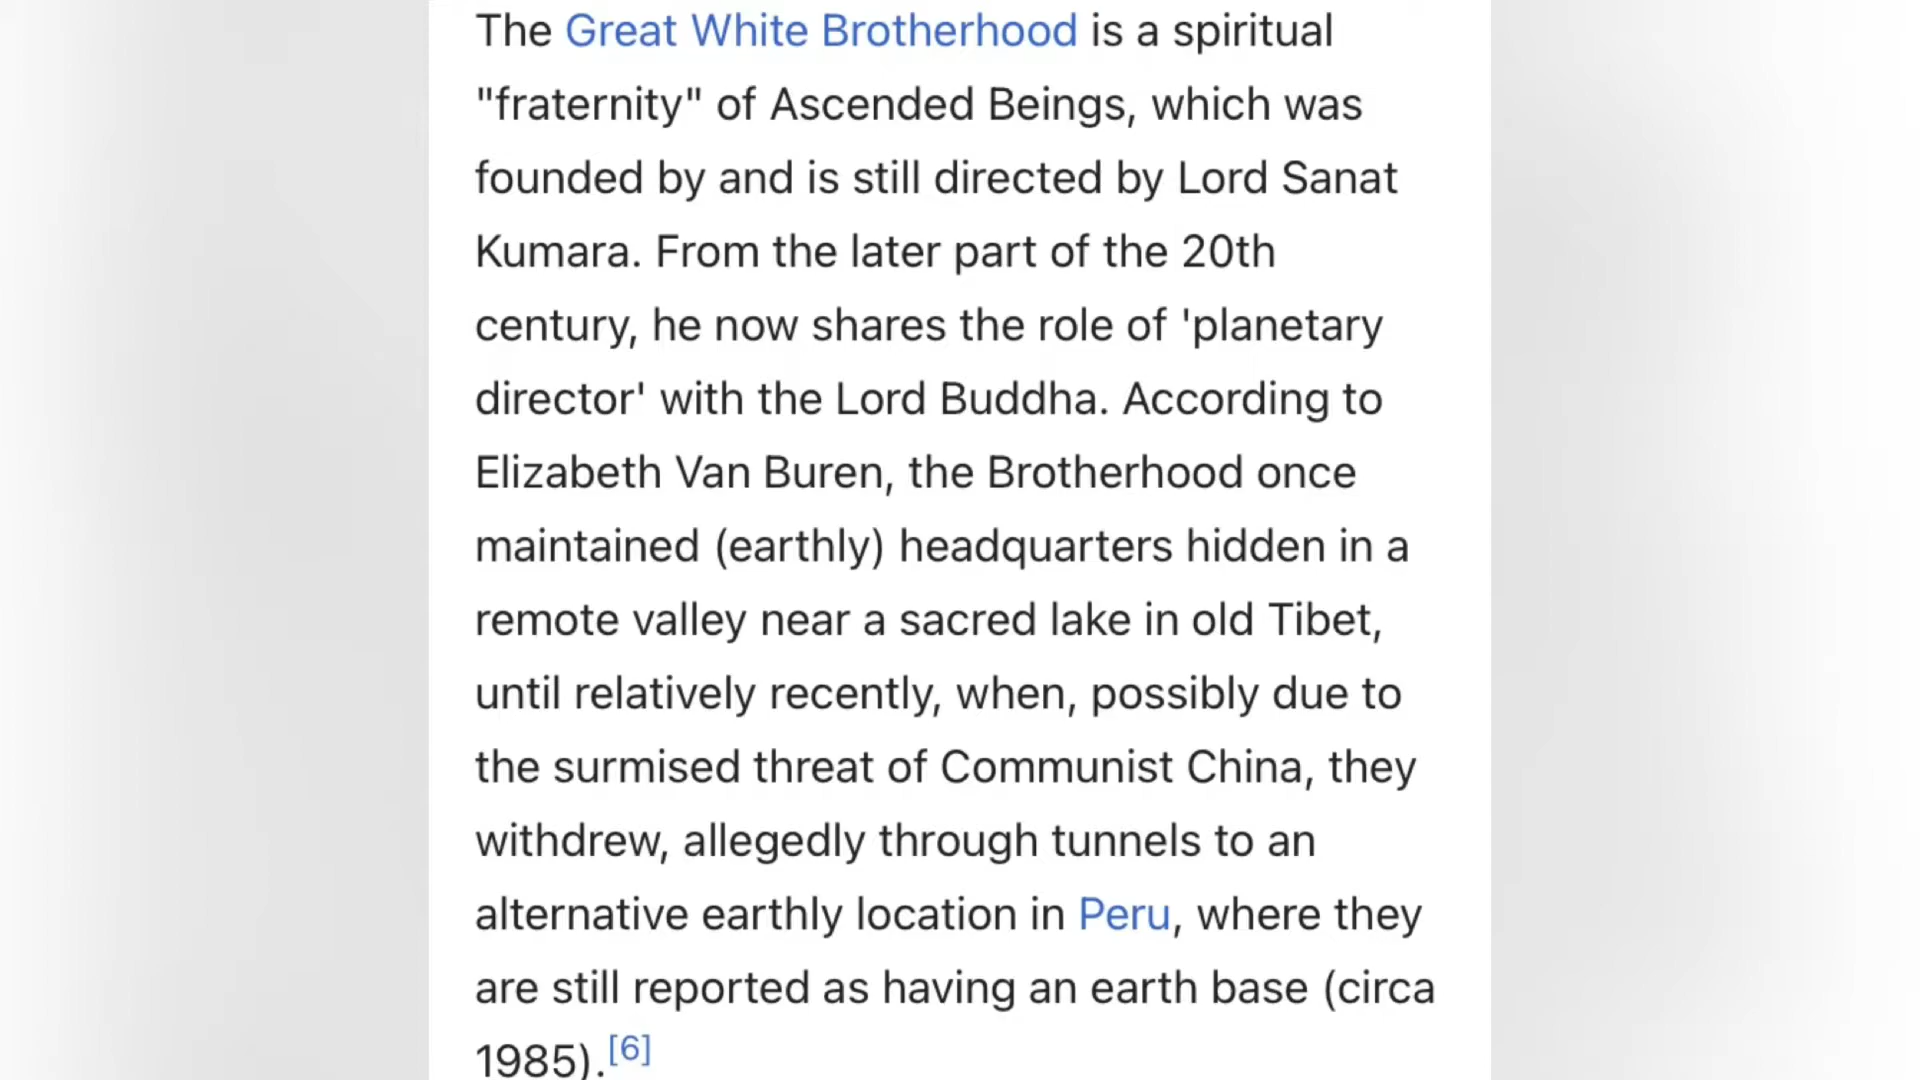 The Great White Brotherhood is a spiritual
"fraternity" of Ascended Beings, which was
founded by and is still directed by Lord Sanat
Kumara. From the later part of the 20th
century, he now shares the role of 'planetary
director' with the Lord Buddha. According to
Elizabeth Van Buren, the Brotherhood once
maintained (earthly) headquarters hidden in a
remote valley near a sacred lake in old Tibet,
until relatively recently, when, possibly due to
the surmised threat of Communist China, they
withdrew, allegedly through tunnels to an
alternative earthly location in Peru, where they
are still reported as having an earth base (circa
1985).[6]